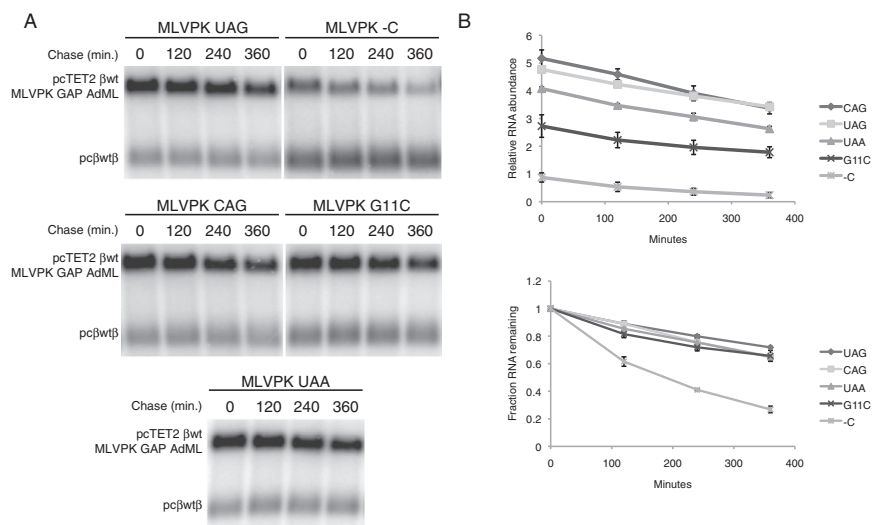 A
MLVPK UAG
MLVPK -C
Chase (min.) 0 120 240 360 0 120 240 360
pcTET2 βwt
MLVPK GAP AdML
pcβwtβ
MLVPK CAG
MLVPK G11C
Chase (min.) 0 120 240 360 0 120 240 360
pcTET2 βwt
MLVPK GAP AdML
pcβwtβ
MLVPK UAA
Chase (min.) 0 120 240 360
pcTET2 βwt
MLVPK GAP AdML
pcβwtβ
B
Relative RNA abundance
6
5
4
3
2
1
0
0 100 200 300 400
Minutes
CAG
UAG
UAA
G11C
-C
Fraction RNA remaining
1.2
1
0.8
0.6
0.4
0.2
0
0 100 200 300 400
Minutes
UAG
CAG
UAA
G11C
-C